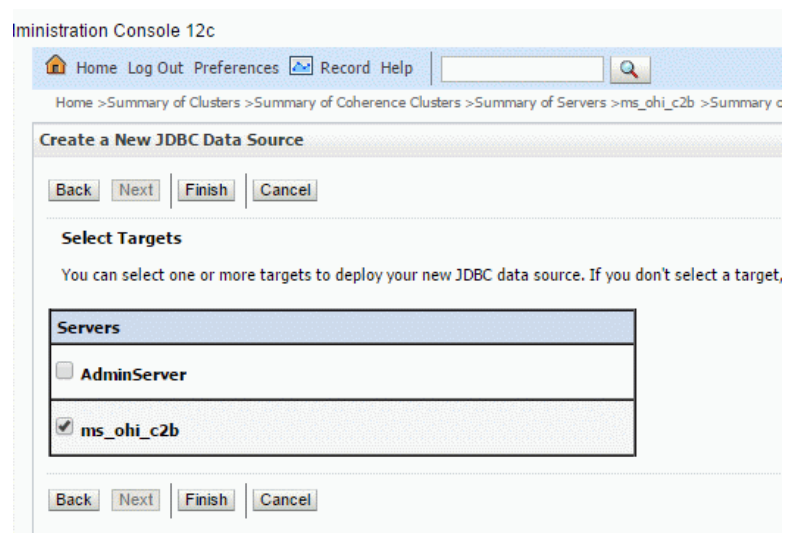 ministration Console 12c
Home Log Out Preferences Record Help
Home >Summary of Clusters >Summary of Coherence Clusters >Summary of Servers >ms_ohi_c2b >Summary
Create a New JDBC Data Source
Back Next Finish Cancel
Select Targets
You can select one or more targets to deploy your new JDBC data source. If you don't select a target,
Servers
AdminServer
ms_ohi_c2b
Back Next Finish Cancel